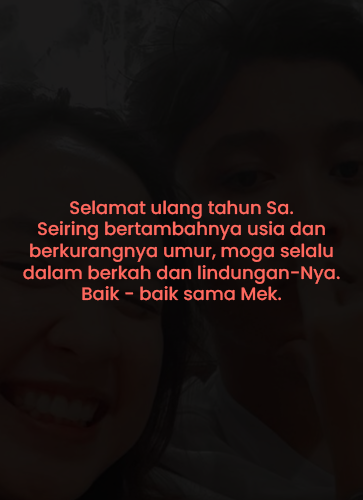 Selamat ulang tahun Sa.
Seiring bertambahnya usia dan
berkurangnya umur, moga selalu
dalam berkah dan lindungan-Nya.
Baik - baik sama Mek.